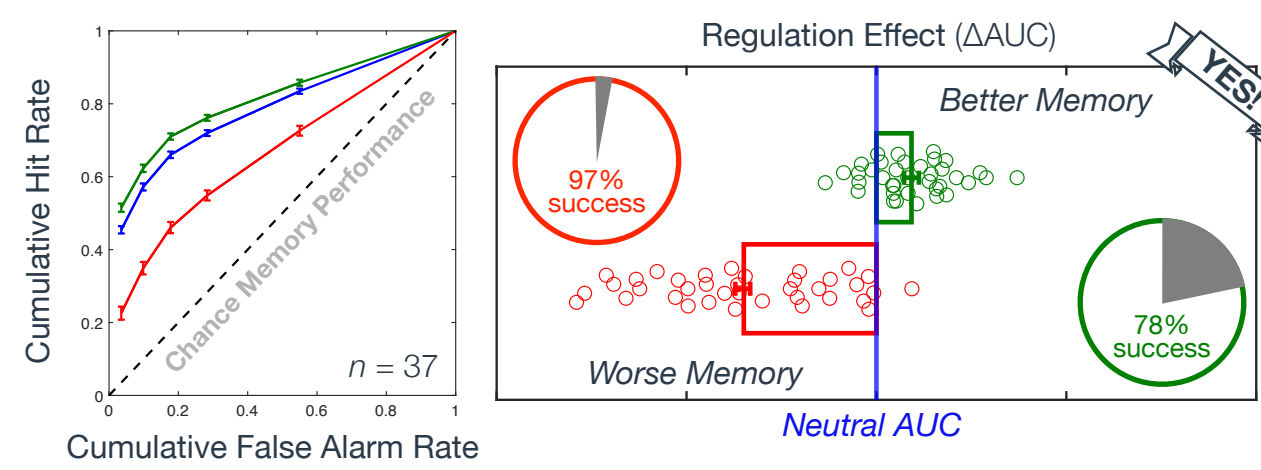 Regulation Effect (ΔAUC)
YES!
1
0.8
0.6
0.4
0.2
0
0
0.2
0.4
0.6
0.8
1
Cumulative Hit Rate
Cumulative False Alarm Rate
Chance Memory Performance
n = 37
97%
success
Better Memory
Worse Memory
78%
success
Neutral AUC